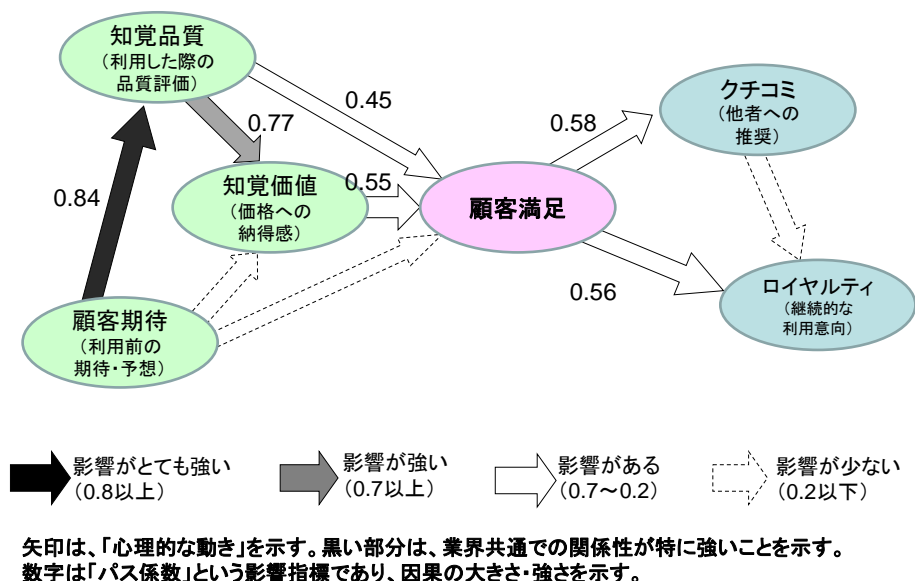 知覚品質
(利用した際の
品質評価)
0.45
クチコミ
(他者への
推奨)
0.58
0.77
知覚価値
(価格への
納得感)
0.55
顧客満足
0.84
0.56
ロイヤルティ
(継続的な
利用意向)
顧客期待
(利用前の
期待・予想)
影響がとても強い
(0.8以上)
影響が強い
(0.7以上)
影響がある
(0.7~0.2)
影響が少ない
(0.2以下)
矢印は、「心理的な動き」を示す。黒い部分は、業界共通での関係性が特に強いことを示す。
数字は「パス係数」という影響指標であり、因果の大きさ・強さを示す。